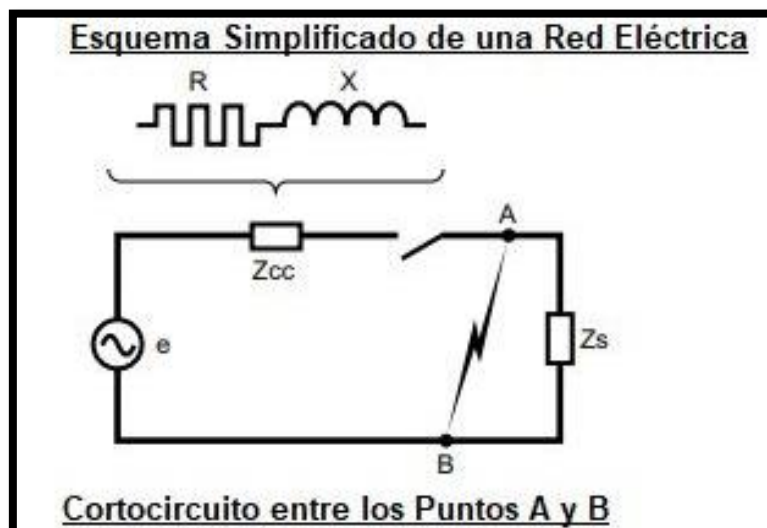 Esquema Simplificado de una Red Eléctrica
R X
A
Zcc
e
Zs
B
Cortocircuito entre los Puntos A y B